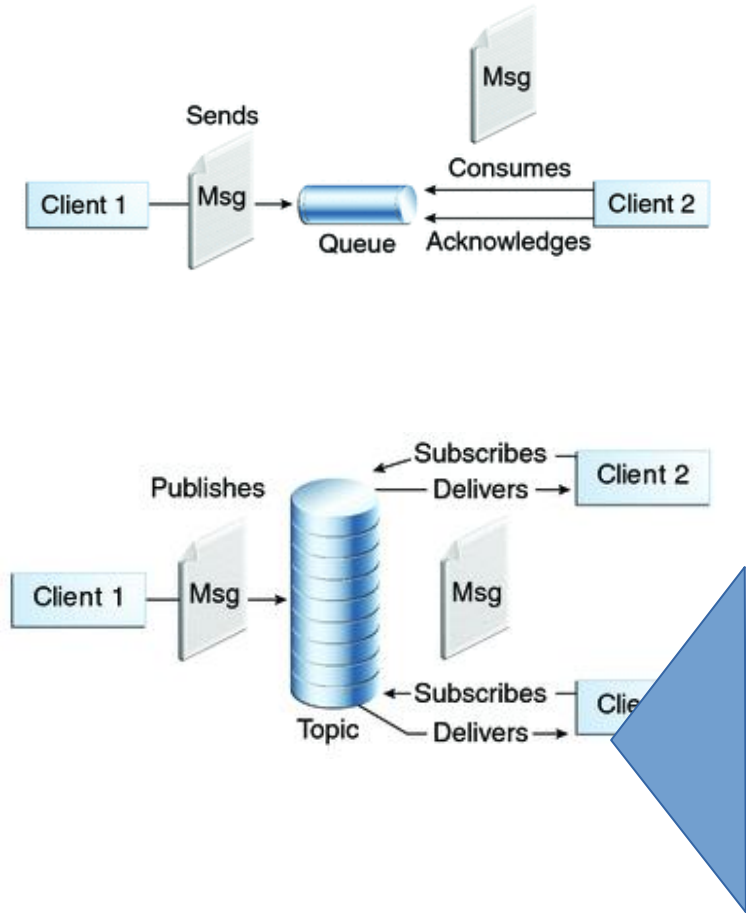 Msg
Sends
Msg
Client 1
Queue
Consumes
Acknowledges
Client 2
Publishes
Msg
Client 1
Topic
Subscribes
Delivers
Client 2
Msg
Subscribes
Delivers